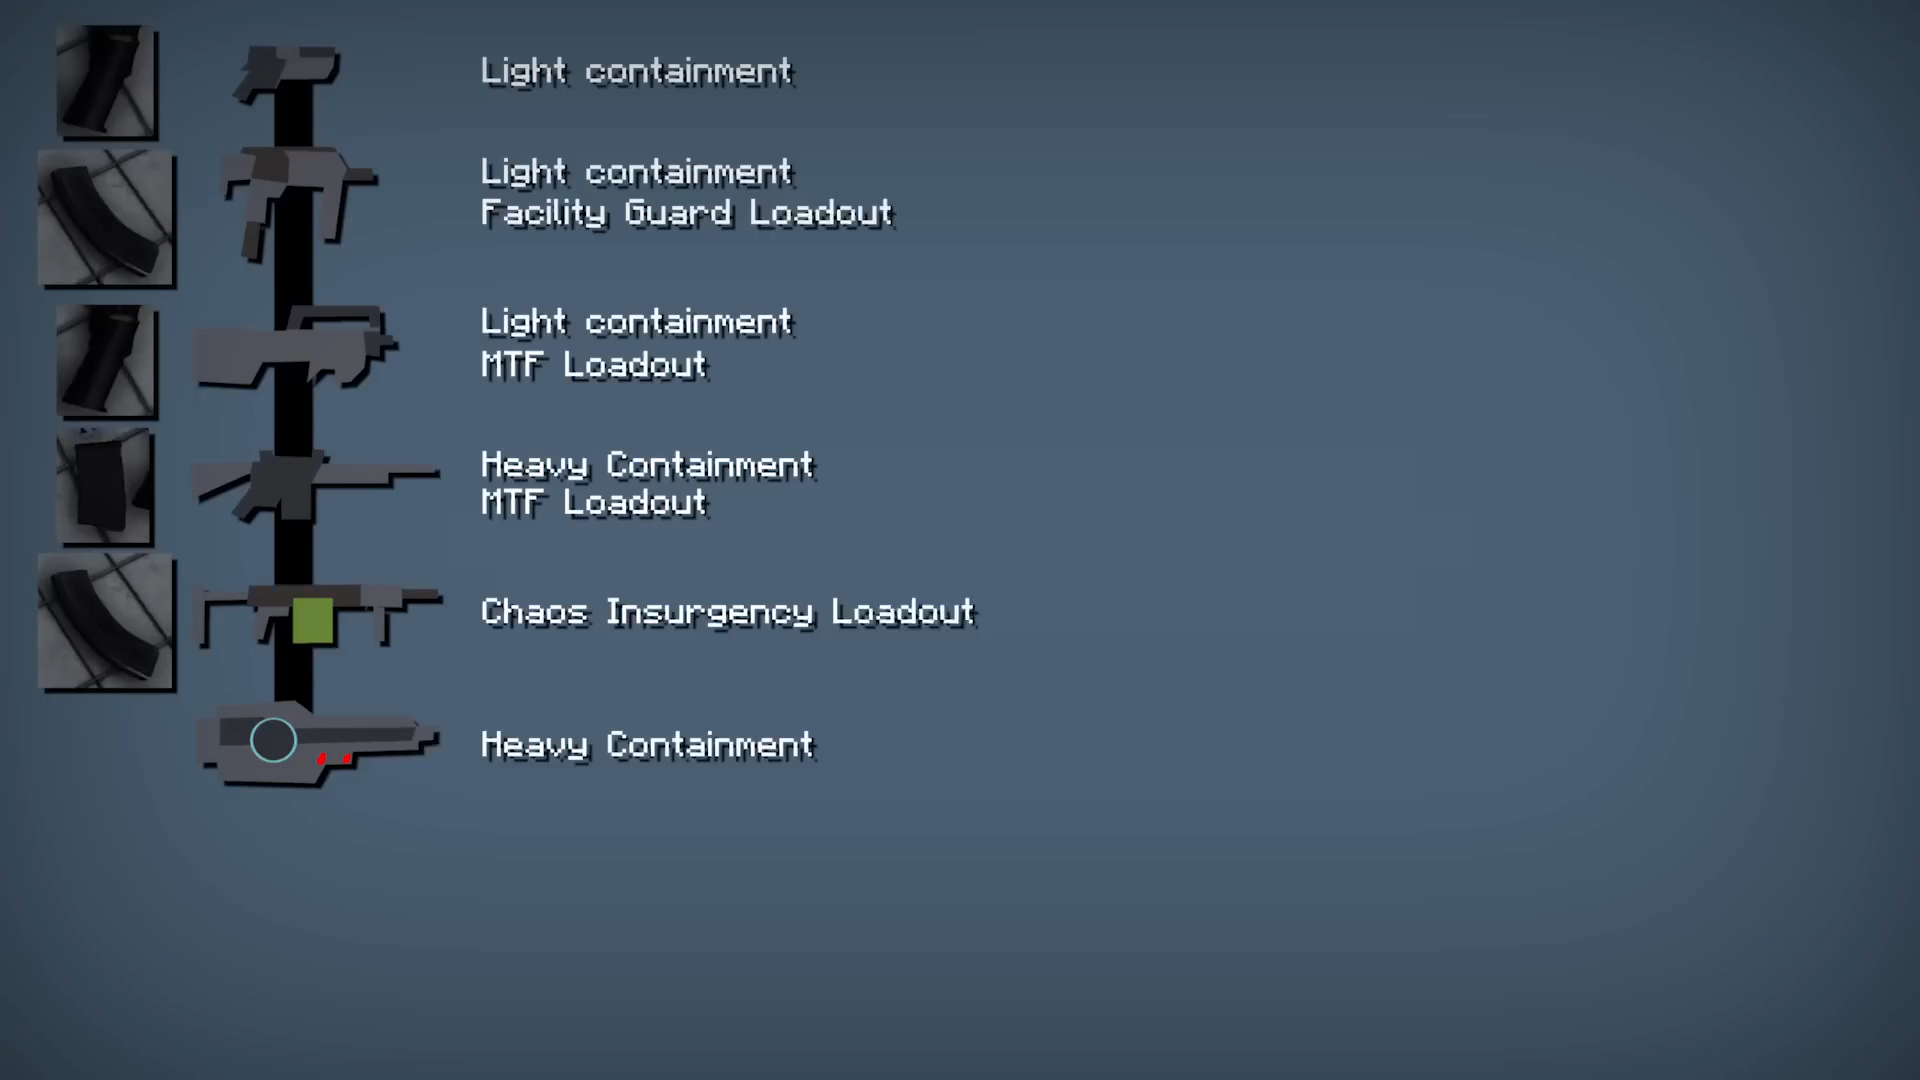 Light containment
Light containment
Facility Guard Loadout
Light containment
MTF Loadout
Heavy Containment
MTF Loadout
Chaos Insurgency Loadout
Heavy Containment